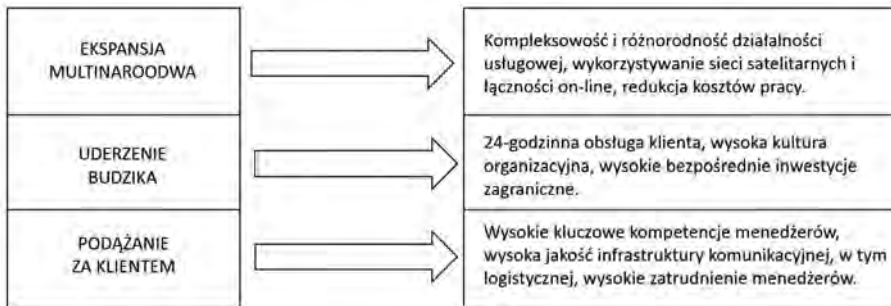 EKSPANSJA
MULTINAROODWA
Kompleksowość i różnorodność działalności
usługowej, wykorzystywanie sieci satelitarnych i
łączności on-line, redukcja kosztów pracy.
UDERZENIE
BUDZIKA
24-godzinna obsługa klienta, wysoka kultura
organizacyjna, wysokie bezpośrednie inwestycje
zagraniczne.
PODĄŻANIE
ZA KLIENTEM
Wysokie kluczowe kompetencje menedżerów,
wysoka jakość infrastruktury komunikacyjnej, w tym
logistycznej, wysokie zatrudnienie menedżerów.